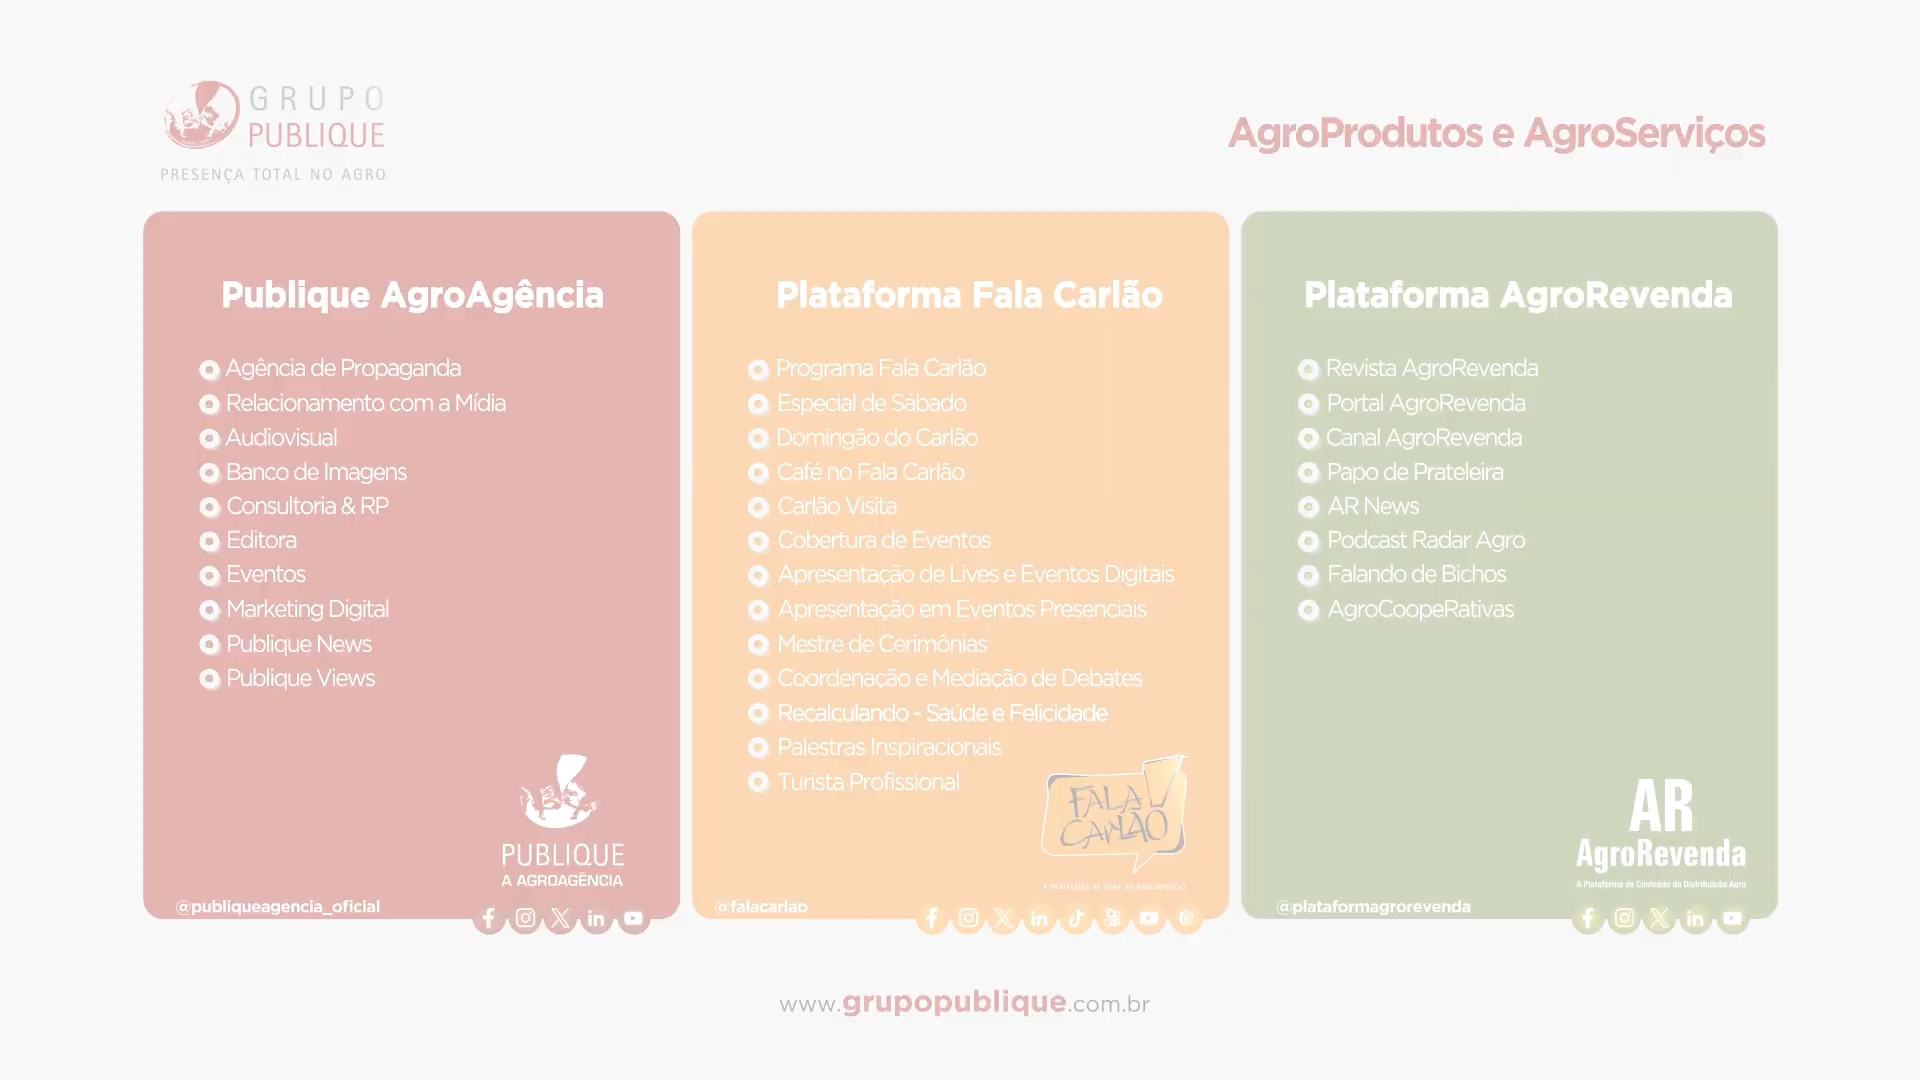 GRUPO
PUBLIQUE
PRESENÇA TOTAL NO AGRO
AgroProdutos e AgroServiços
Publique AgroAgência
Agência de Propaganda
Relacionamento com a Mídia
Audiovisual
Banco de Imagens
Consultoria & RP
Editora
Eventos
Marketing Digital
Publique News
Publique Views
PUBLIQUE
A AGROAGÊNCIA
@publiqueagencia_oficial
Plataforma Fala Carlão
Programa Fala Carlão
Especial de Sábado
Domingão do Carlão
Café no Fala Carlão
Carlão Visita
Cobertura de Eventos
Apresentação de Lives e Eventos Digitais
Apresentação em Eventos Presenciais
Mestre de Cerimônias
Coordenação e Mediação de Debates
Recalculando - Saúde e Felicidade
Palestras Inspiracionais
Turista Profissional
FALA
CARLÃO
A PRATELEIRA DE CIMA DO AGRONEGÓCIO
@falacarlao
Plataforma AgroRevenda
Revista AgroRevenda
Portal AgroRevenda
Canal AgroRevenda
Papo de Prateleira
AR News
Podcast Radar Agro
Falando de Bichos
AgroCoopeRativas
AR
AgroRevenda
A Plataforma de Conteúdo da Distribuição Agro
@plataformagrorevenda
www.grupopublique.com.br